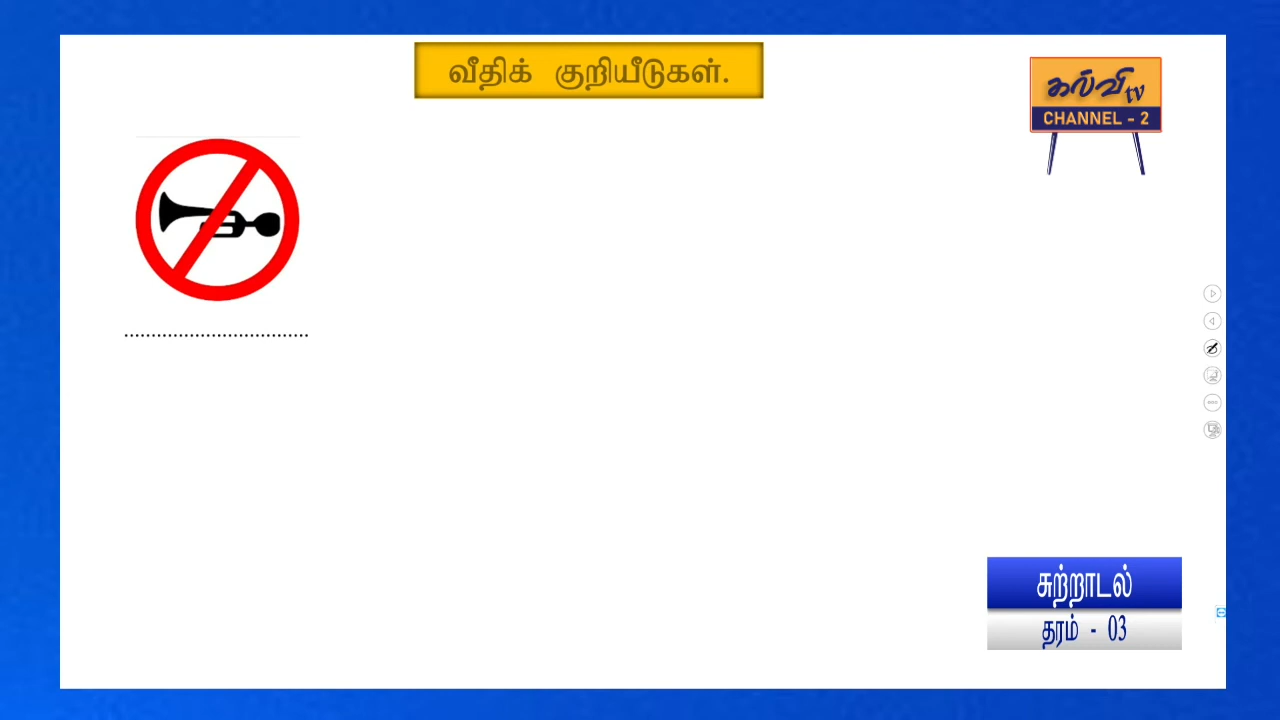 வீதிக் குறியீடுகள்.
கல்வி tv
CHANNEL - 2
.................................
சுற்றாடல்
தரம் - 03